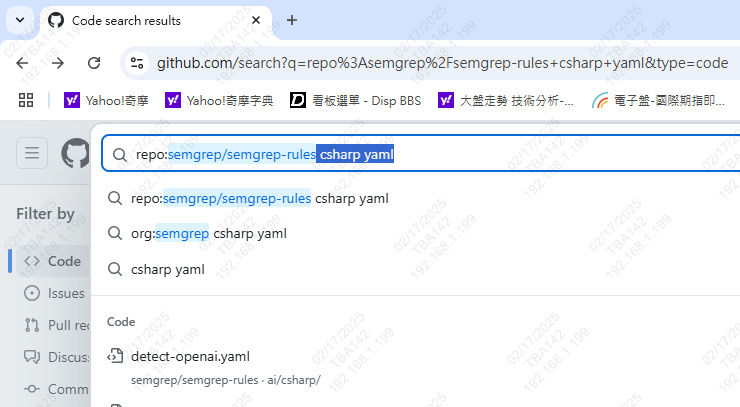 Code search results
github.com/search?q=repo%3Asemgrep%2Fsemgrep-rules+csharp+yaml&type=code
Yahoo!奇摩
Yahoo!奇摩字典
看板選單 - Disp BBS
大盤走勢 技術分析-...
電子盤-國際期指即...
repo:semgrep/semgrep-rules csharp yaml
repo:semgrep/semgrep-rules csharp yaml
org:semgrep csharp yaml
csharp yaml
Filter by
Code
Issues
Pull re
Discus
Comm
Code
detect-openai.yaml
semgrep/semgrep-rules · ai/csharp/
02/17/2025
TBA142
192.168.1.199